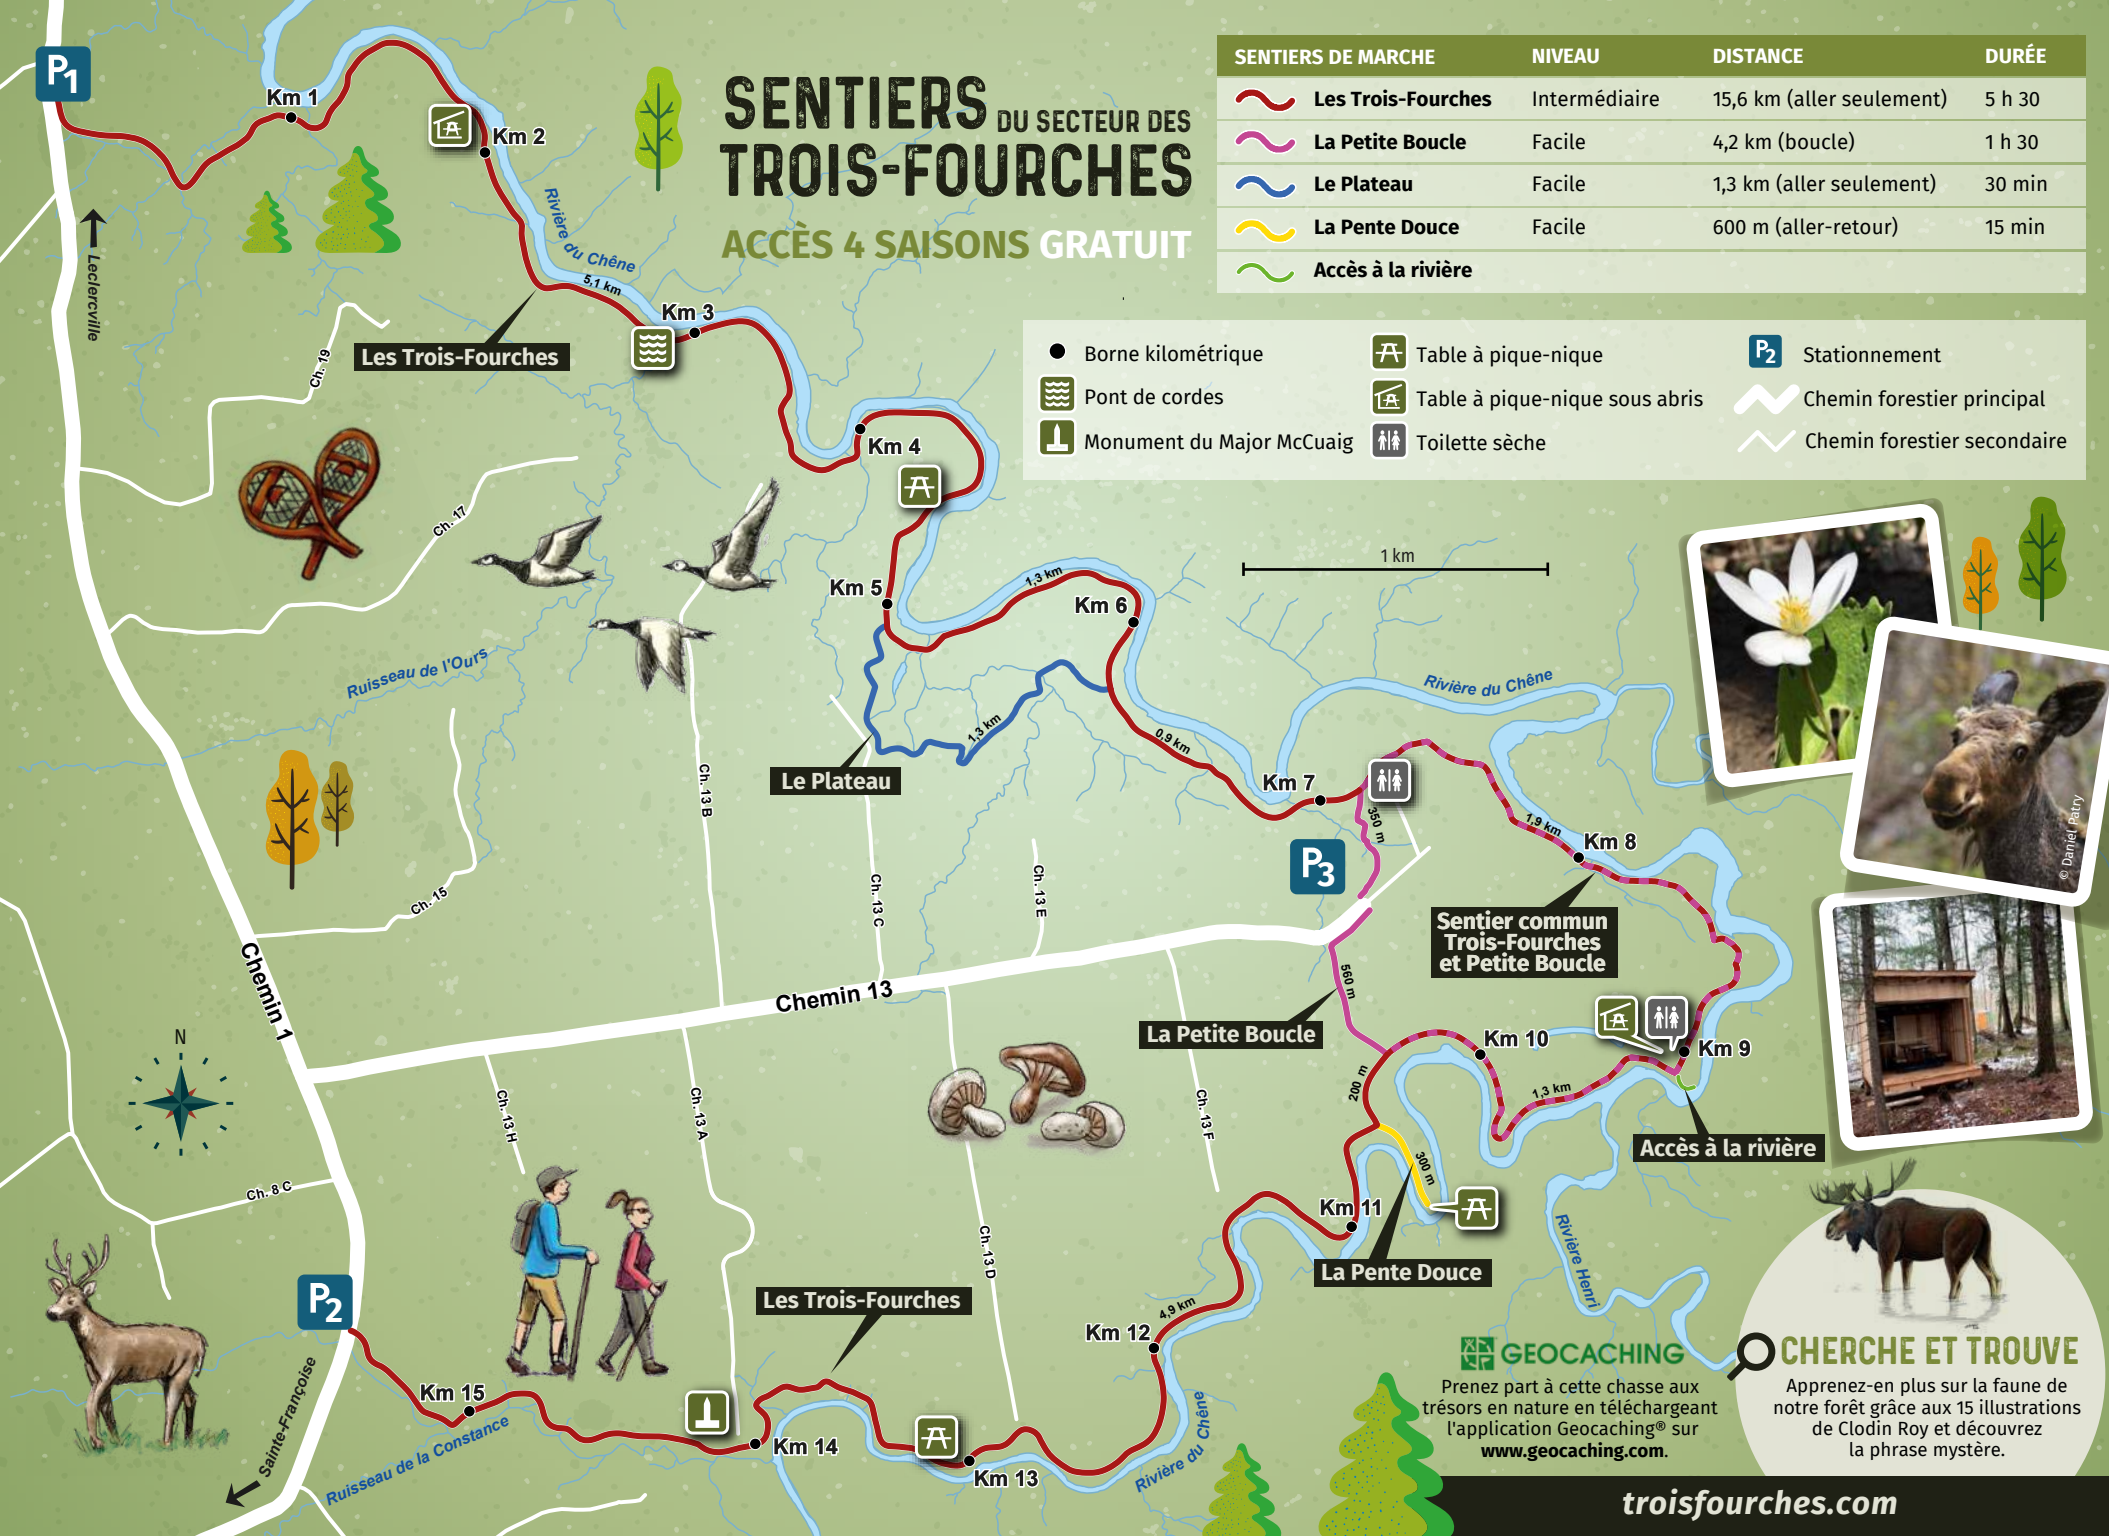 SENTIERS DU SECTEUR DES
TROIS-FOURCHES
ACCÈS 4 SAISONS GRATUIT
SENTIERS DE MARCHE NIVEAU DISTANCE DURÉE
Les Trois-Fourches Intermédiaire 15,6 km (aller seulement) 5 h 30
La Petite Boucle Facile 4,2 km (boucle) 1 h 30
Le Plateau Facile 1,3 km (aller seulement) 30 min
La Pente Douce Facile 600 m (aller-retour) 15 min
Accès à la rivière
Borne kilométrique
Pont de cordes
Monument du Major McCuaig
Table à pique-nique
Table à pique-nique sous abris
Toilette sèche
P2 Stationnement
Chemin forestier principal
Chemin forestier secondaire
1 km
P1
Km 1
Km 2
Leclercville
Rivière du Chêne
5,1 km
Km 3
Les Trois-Fourches
Ch. 19
Km 4
Ch. 17
Km 5
1,3 km
Km 6
Ruisseau de l'Ours
Rivière du Chêne
1,3 km
0,9 km
Le Plateau
Ch. 13 B
Km 7
350 m
1,9 km
Km 8
P3
© Daniel Patry
Ch. 15
Ch. 13 C
Ch. 13 E
Sentier commun
Trois-Fourches
et Petite Boucle
Chemin 1
Chemin 13
560 m
La Petite Boucle
Km 10
Km 9
N
200 m
1,3 km
Ch. 13 H
Ch. 13 A
Ch. 13 F
Accès à la rivière
300 m
Ch. 8 C
Km 11
Ch. 13 D
Rivière Henri
La Pente Douce
P2
Les Trois-Fourches
4,9 km
Km 12
Km 15
Sainte-Françoise
Ruisseau de la Constance
Km 14
Km 13
Rivière du Chêne
GEOCACHING
Prenez part à cette chasse aux
trésors en nature en téléchargeant
l'application Geocaching® sur
www.geocaching.com.
CHERCHE ET TROUVE
Apprenez-en plus sur la faune de
notre forêt grâce aux 15 illustrations
de Clodin Roy et découvrez
la phrase mystère.
troisfourches.com